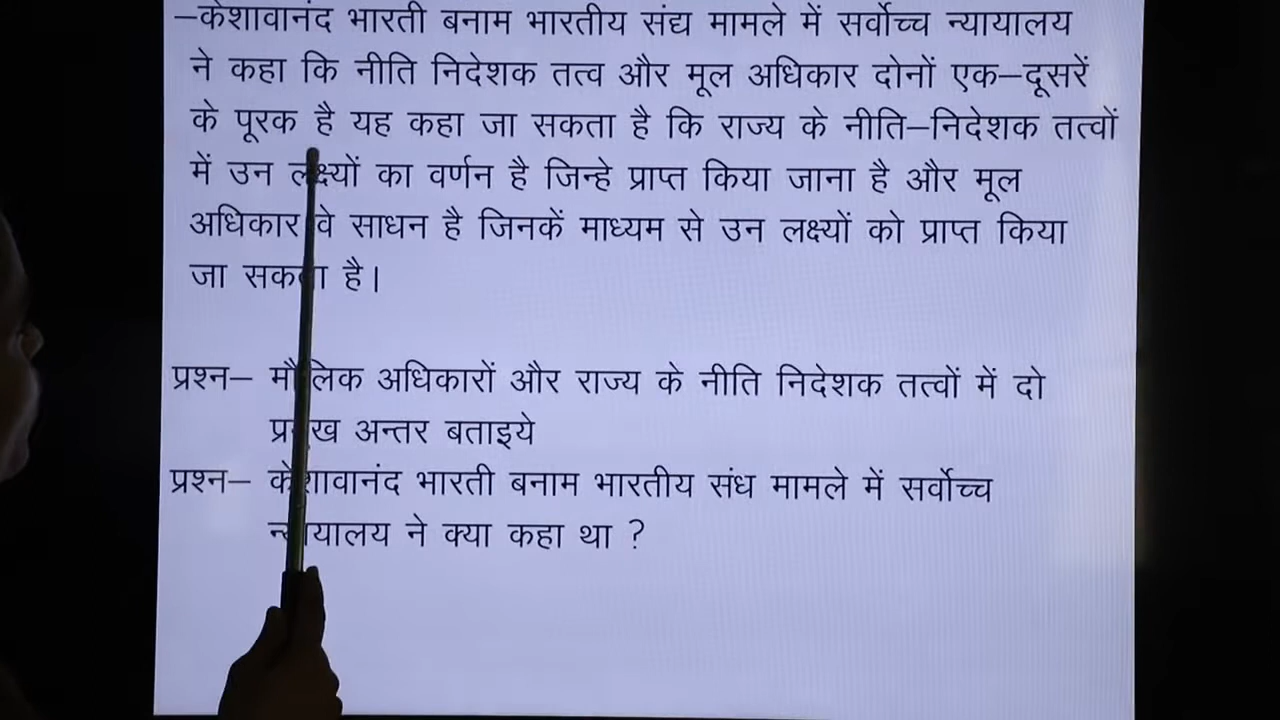 –केशावानंद भारती बनाम भारतीय संद्य मामले में सर्वोच्च न्यायालय
ने कहा कि नीति निदेशक तत्व और मूल अधिकार दोनों एक–दूसरें
के पूरक है यह कहा जा सकता है कि राज्य के नीति–निदेशक तत्वों
में उन लक्ष्यों का वर्णन है जिन्हे प्राप्त किया जाना है और मूल
अधिकार वे साधन है जिनकें माध्यम से उन लक्ष्यों को प्राप्त किया
जा सकता है।
प्रश्न– मौलिक अधिकारों और राज्य के नीति निदेशक तत्वों में दो
प्रमुख अन्तर बताइये
प्रश्न– केशावानंद भारती बनाम भारतीय संध मामले में सर्वोच्च
न्यायालय ने क्या कहा था ?